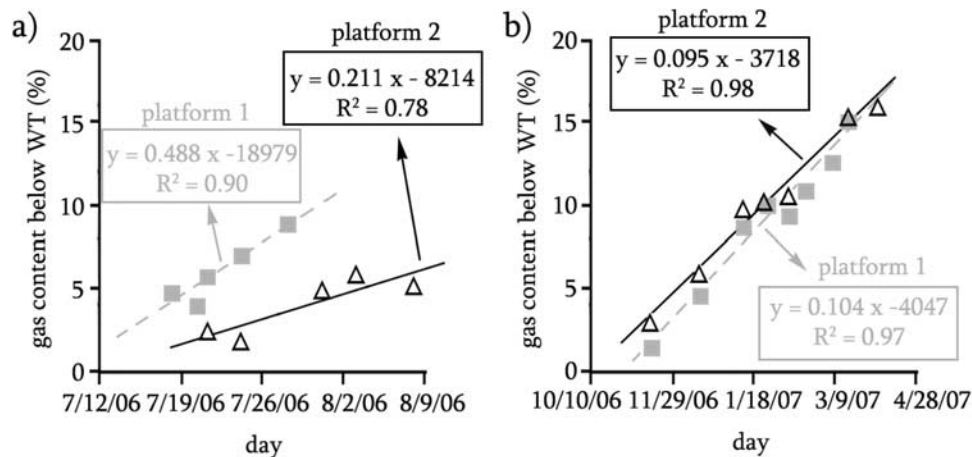 a)
platform 2
y = 0.211 x - 8214
R² = 0.78
platform 1
y = 0.488 x -18979
R² = 0.90
gas content below WT (%)
20
15
10
5
0
7/12/06 7/19/06 7/26/06 8/2/06 8/9/06
day
b)
platform 2
y = 0.095 x - 3718
R² = 0.98
platform 1
y = 0.104 x -4047
R² = 0.97
gas content below WT (%)
20
15
10
5
0
10/10/06 11/29/06 1/18/07 3/9/07 4/28/07
day